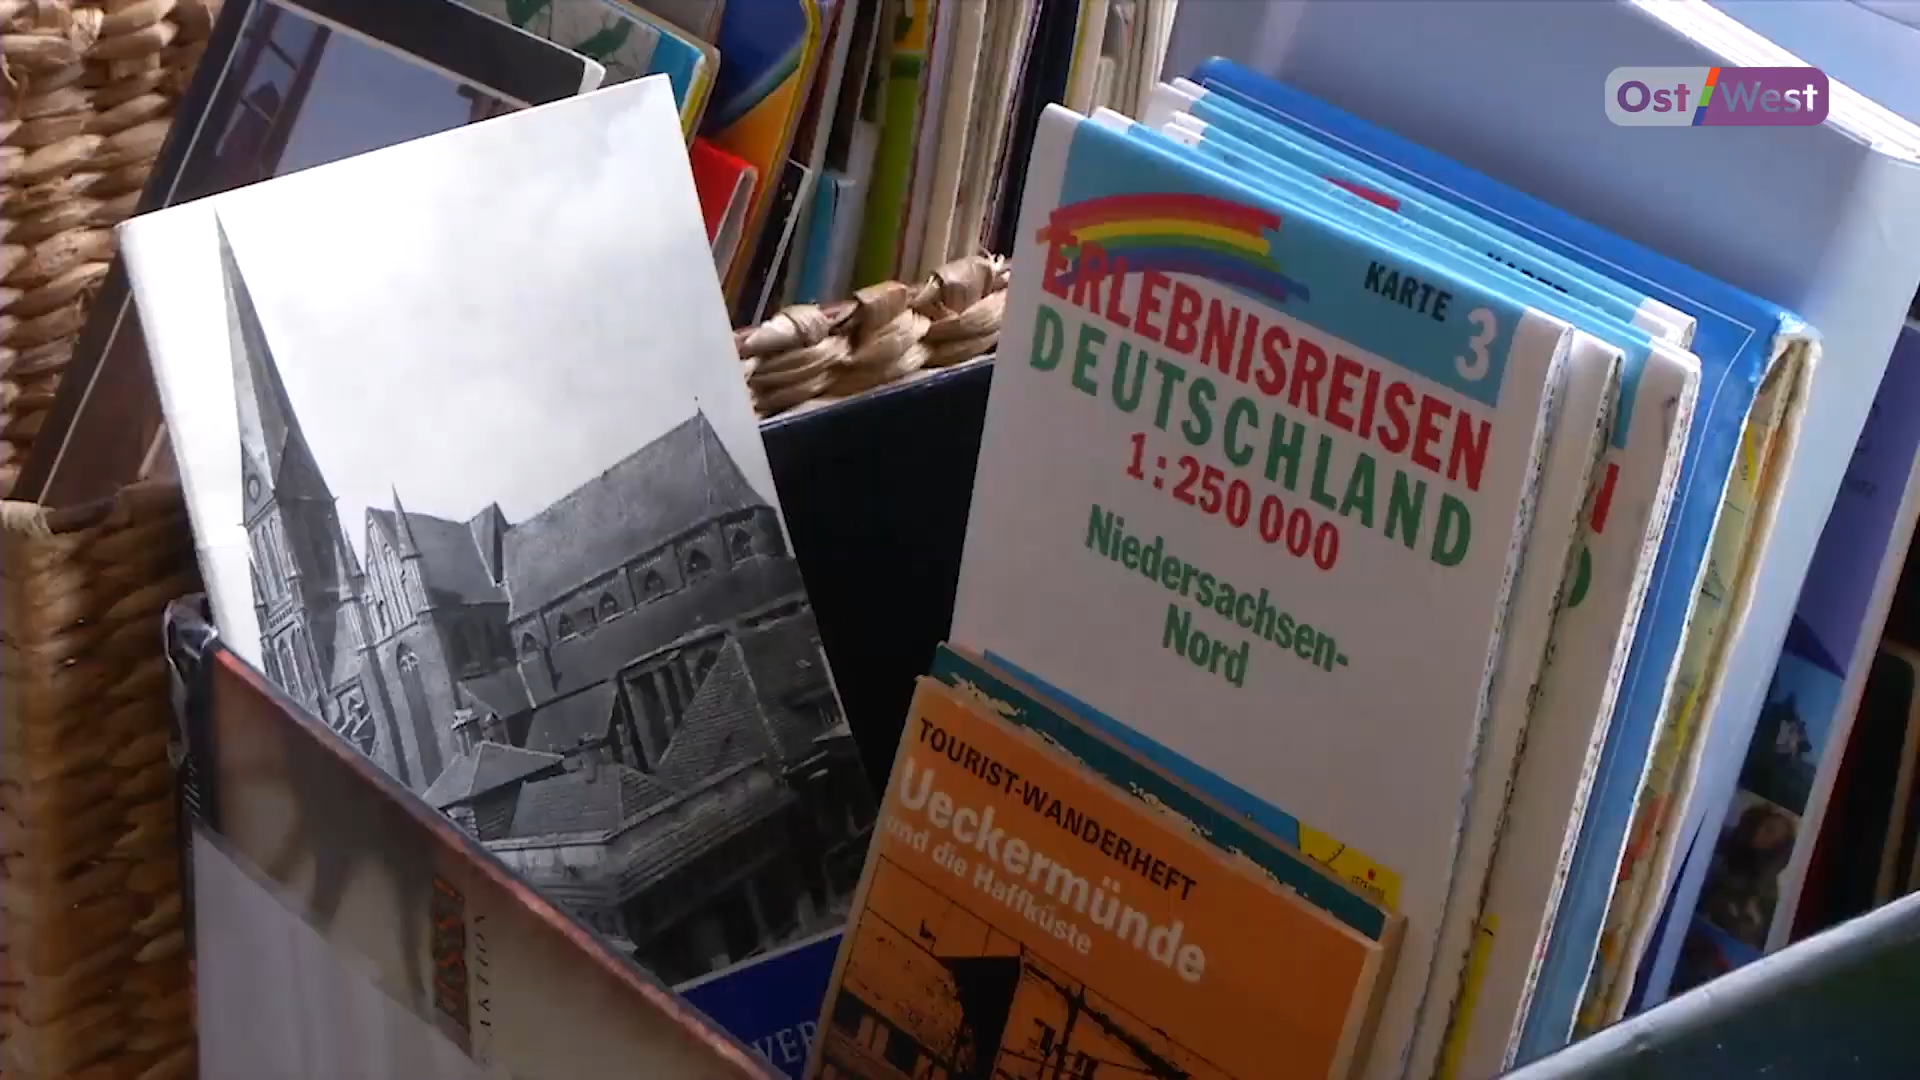 Ost/West
KARTE 3
ERLEBNISREISEN
DEUTSCHLAND
1:250 000
Niedersachsen-
Nord
TOURIST-WANDERHEFT
Ueckermünde
und die Haffküste